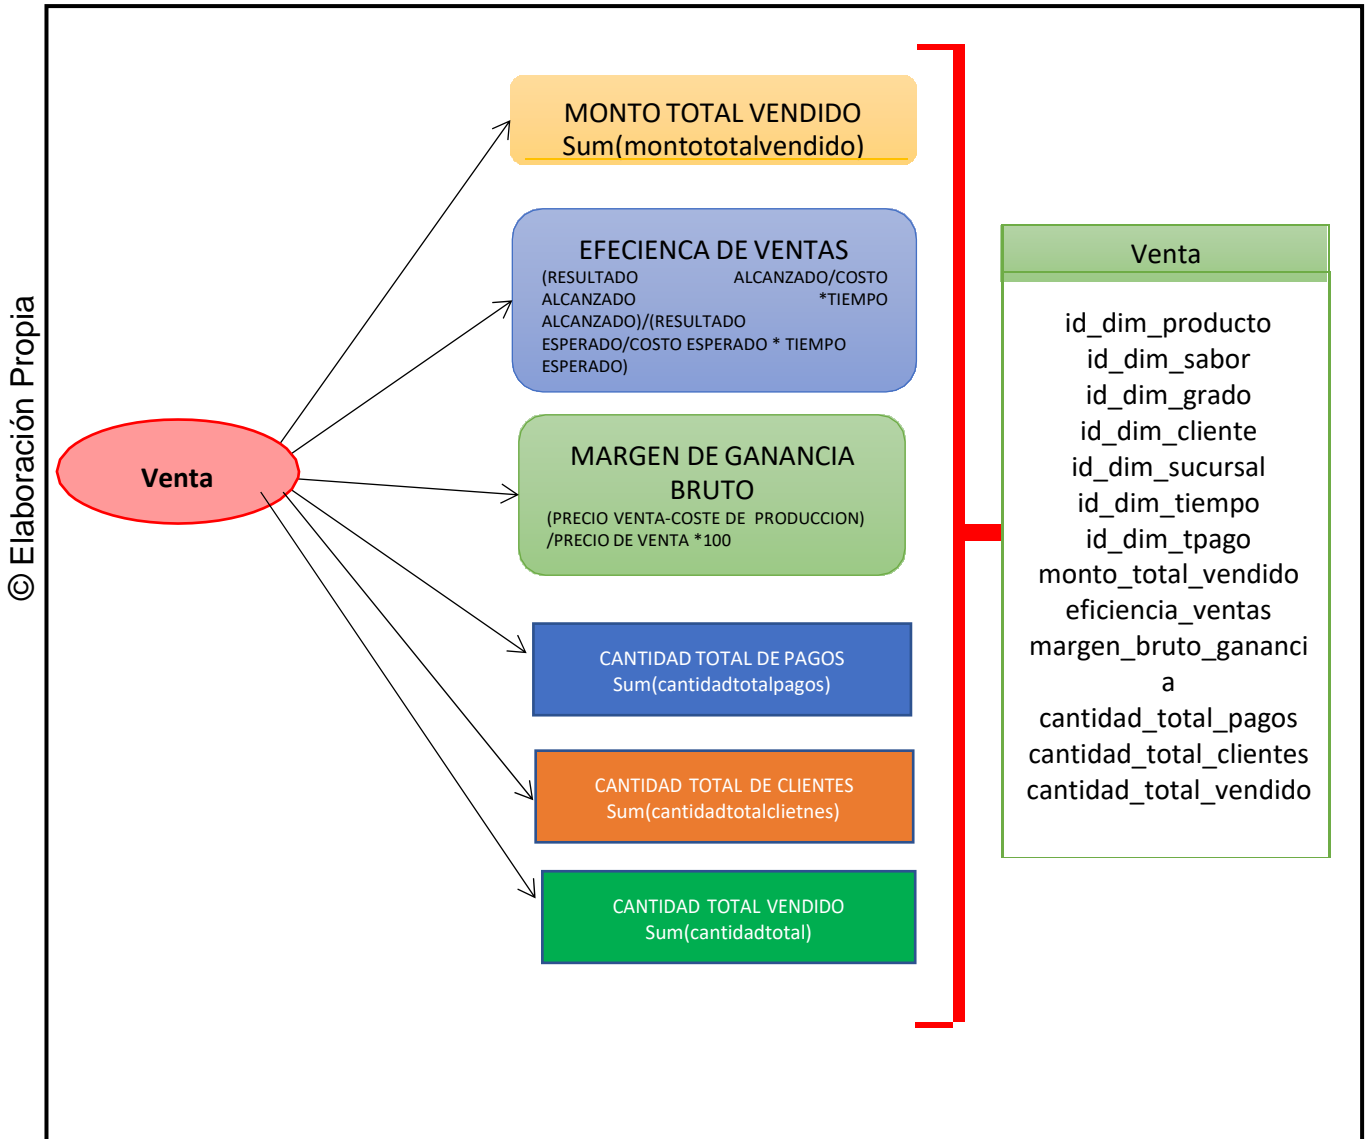 © Elaboración Propia
MONTO TOTAL VENDIDO
Sum(montototalvendido)
EFECIENCA DE VENTAS
(RESULTADO ALCANZADO/COSTO
ALCANZADO *TIEMPO
ALCANZADO)/(RESULTADO
ESPERADO/COSTO ESPERADO * TIEMPO
ESPERADO)
Venta
MARGEN DE GANANCIA
BRUTO
(PRECIO VENTA-COSTE DE PRODUCCION)
/PRECIO DE VENTA *100
CANTIDAD TOTAL DE PAGOS
Sum(cantidadtotalpagos)
CANTIDAD TOTAL DE CLIENTES
Sum(cantidadtotalclietnes)
CANTIDAD TOTAL VENDIDO
Sum(cantidadtotal)
Venta
id_dim_producto
id_dim_sabor
id_dim_grado
id_dim_cliente
id_dim_sucursal
id_dim_tiempo
id_dim_tpago
monto_total_vendido
eficiencia_ventas
margen_bruto_gananci
a
cantidad_total_pagos
cantidad_total_clientes
cantidad_total_vendido